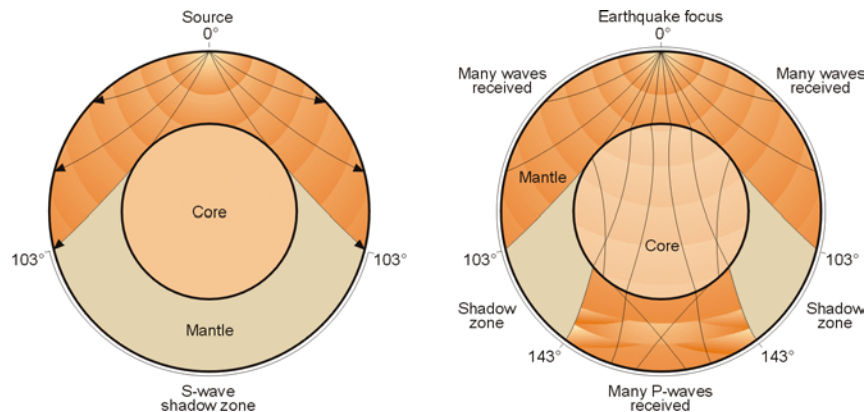 Source
0°
Core
103°
103°
Mantle
S-wave
shadow zone
Earthquake focus
0°
Many waves
received
Many waves
received
Mantle
Core
103°
103°
Shadow
zone
Shadow
zone
143°
143°
Many P-waves
received